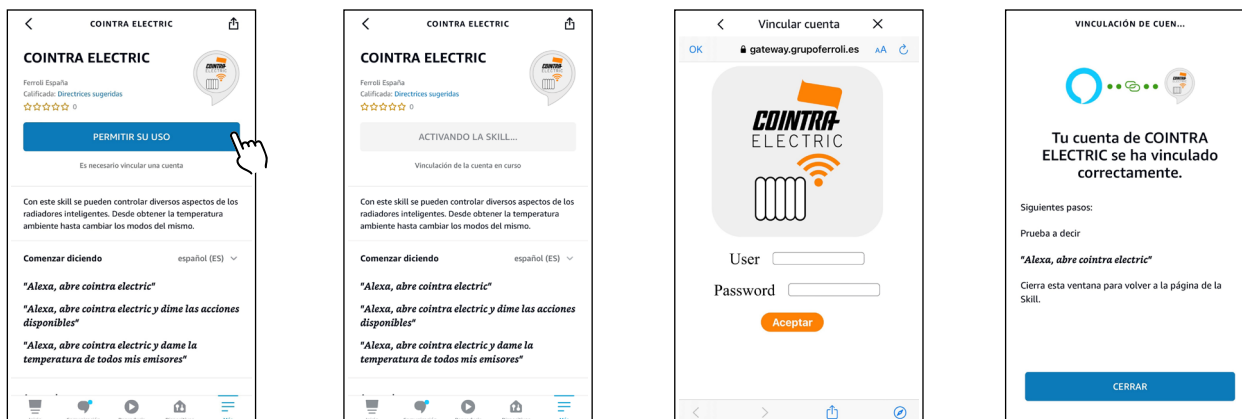 COINTRA ELECTRIC
COINTRA ELECTRIC
Ferroli España
Calificada: Directrices sugeridas
0
COINTRA
ELECTRIC
PERMITIR SU USO
Es necesario vincular una cuenta
Con este skill se pueden controlar diversos aspectos de los
radiadores inteligentes. Desde obtener la temperatura
ambiente hasta cambiar los modos del mismo.
Comenzar diciendo
español (ES)
"Alexa, abre cointra electric"
"Alexa, abre cointra electric y dime las acciones
disponibles"
"Alexa, abre cointra electric y dame la
temperatura de todos mis emisores"
COINTRA ELECTRIC
COINTRA ELECTRIC
Ferroli España
Calificada: Directrices sugeridas
0
COINTRA
ELECTRIC
ACTIVANDO LA SKILL...
Vinculación de la cuenta en curso
Con este skill se pueden controlar diversos aspectos de los
radiadores inteligentes. Desde obtener la temperatura
ambiente hasta cambiar los modos del mismo.
Comenzar diciendo
español (ES)
"Alexa, abre cointra electric"
"Alexa, abre cointra electric y dime las acciones
disponibles"
"Alexa, abre cointra electric y dame la
temperatura de todos mis emisores"
Vincular cuenta
OK
gateway.grupoferroli.es
AA
COINTRA
ELECTRIC
User
Password
Aceptar
VINCULACIÓN DE CUEN...
Tu cuenta de COINTRA
ELECTRIC se ha vinculado
correctamente.
Siguientes pasos:
Prueba a decir
"Alexa, abre cointra electric"
Cierra esta ventana para volver a la página de la
Skill.
CERRAR